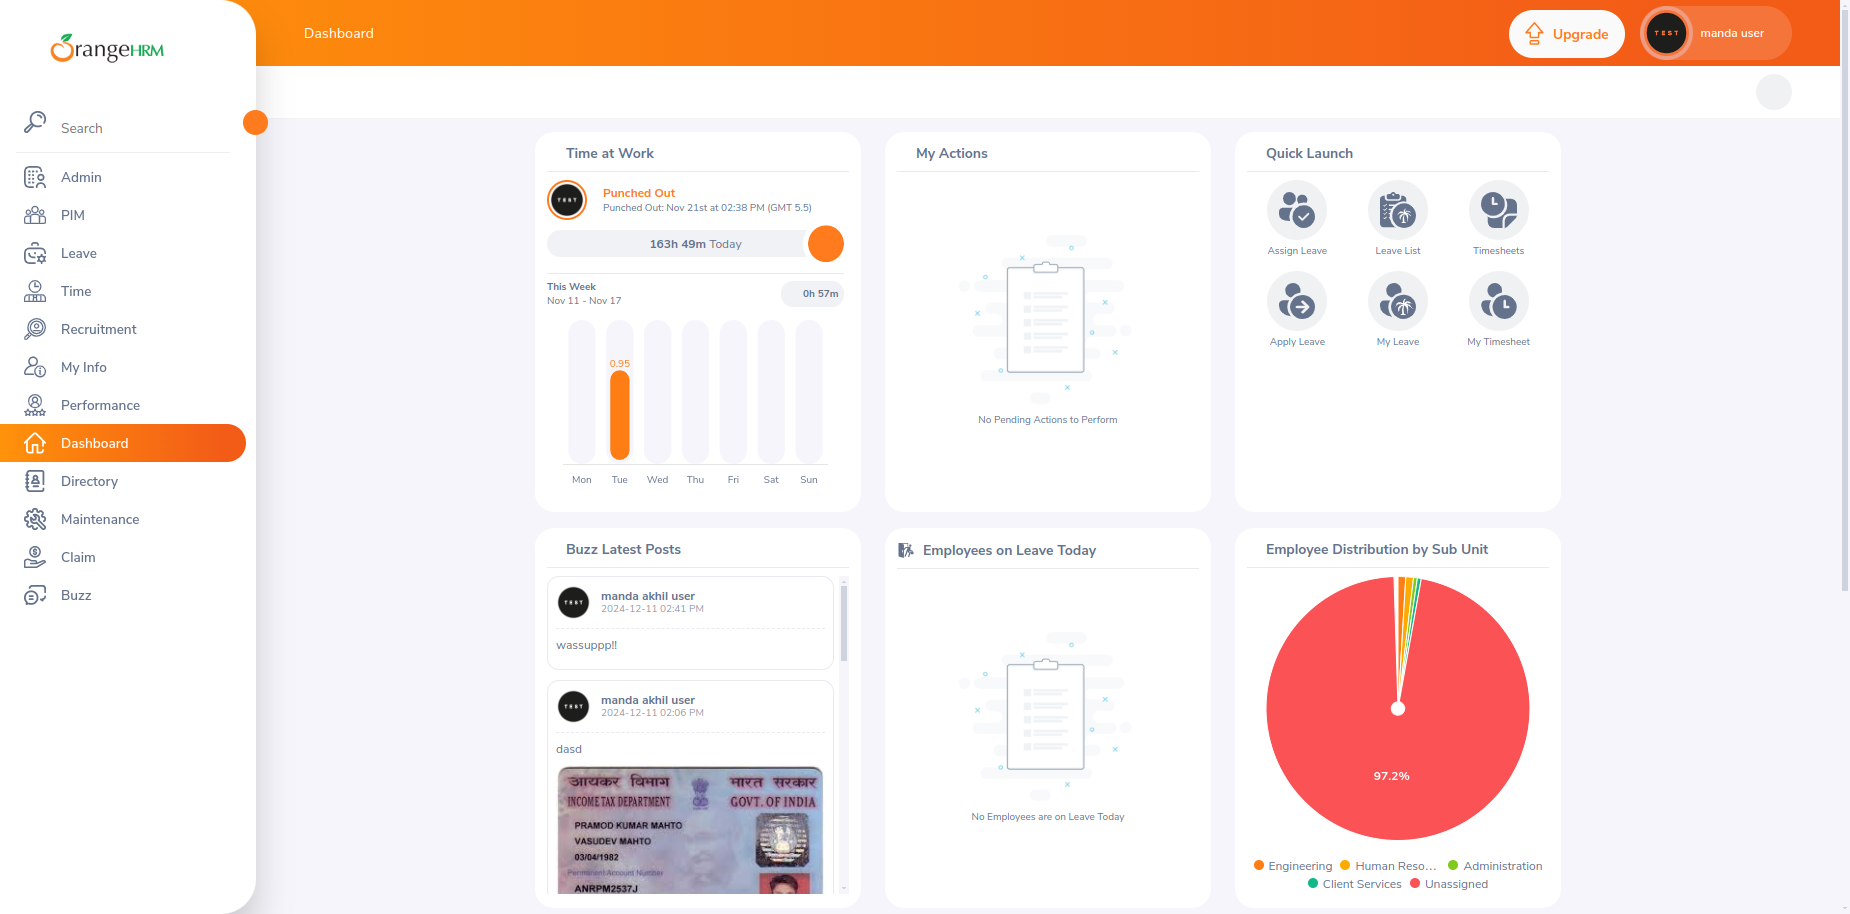 OrangeHRM
Dashboard
Upgrade
TEST
manda user
Search
Admin
PIM
Leave
Time
Recruitment
My Info
Performance
Dashboard
Directory
Maintenance
Claim
Buzz
Time at Work
TEST
Punched Out
Punched Out: Nov 21st at 02:38 PM (GMT 5.5)
163h 49m Today
This Week
Nov 11 - Nov 17
0h 57m
0.95
Mon Tue Wed Thu Fri Sat Sun
My Actions
No Pending Actions to Perform
Quick Launch
Assign Leave Leave List Timesheets
Apply Leave My Leave My Timesheet
Buzz Latest Posts
TEST
manda akhil user
2024-12-11 02:41 PM
wassuppp!!
TEST
manda akhil user
2024-12-11 02:06 PM
dasd
आयकर विभाग भारत सरकार
INCOME TAX DEPARTMENT GOVT. OF INDIA
PRAMOD KUMAR MAHTO
VASUDEV MAHTO
03/04/1982
Permanent Account Number
ANRPM2537J
Employees on Leave Today
No Employees are on Leave Today
Employee Distribution by Sub Unit
97.2%
Engineering Human Reso... Administration
Client Services Unassigned